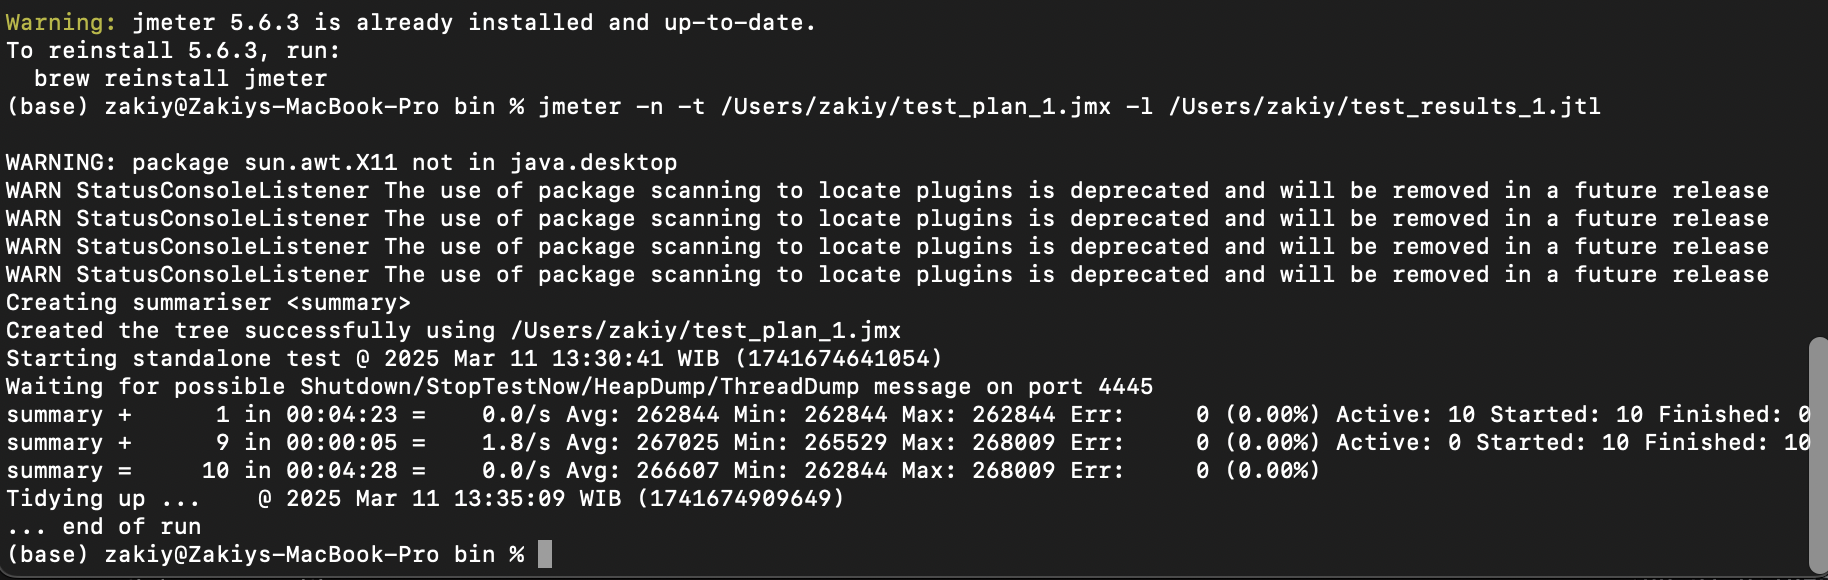 Warning: jmeter 5.6.3 is already installed and up-to-date.
To reinstall 5.6.3, run:
  brew reinstall jmeter
(base) zakiy@Zakiys-MacBook-Pro bin % jmeter -n -t /Users/zakiy/test_plan_1.jmx -l /Users/zakiy/test_results_1.jtl
WARNING: package sun.awt.X11 not in java.desktop
WARN StatusConsoleListener The use of package scanning to locate plugins is deprecated and will be removed in a future release
WARN StatusConsoleListener The use of package scanning to locate plugins is deprecated and will be removed in a future release
WARN StatusConsoleListener The use of package scanning to locate plugins is deprecated and will be removed in a future release
WARN StatusConsoleListener The use of package scanning to locate plugins is deprecated and will be removed in a future release
Creating summariser <summary>
Created the tree successfully using /Users/zakiy/test_plan_1.jmx
Starting standalone test @ 2025 Mar 11 13:30:41 WIB (1741674641054)
Waiting for possible Shutdown/StopTestNow/HeapDump/ThreadDump message on port 4445
summary +      1 in 00:04:23 =    0.0/s Avg: 262844 Min: 262844 Max: 262844 Err:     0 (0.00%) Active: 10 Started: 10 Finished: 0
summary +      9 in 00:00:05 =    1.8/s Avg: 267025 Min: 265529 Max: 268009 Err:     0 (0.00%) Active: 0 Started: 10 Finished: 10
summary =     10 in 00:04:28 =    0.0/s Avg: 266607 Min: 262844 Max: 268009 Err:     0 (0.00%)
Tidying up ...    @ 2025 Mar 11 13:35:09 WIB (1741674909649)
... end of run
(base) zakiy@Zakiys-MacBook-Pro bin %